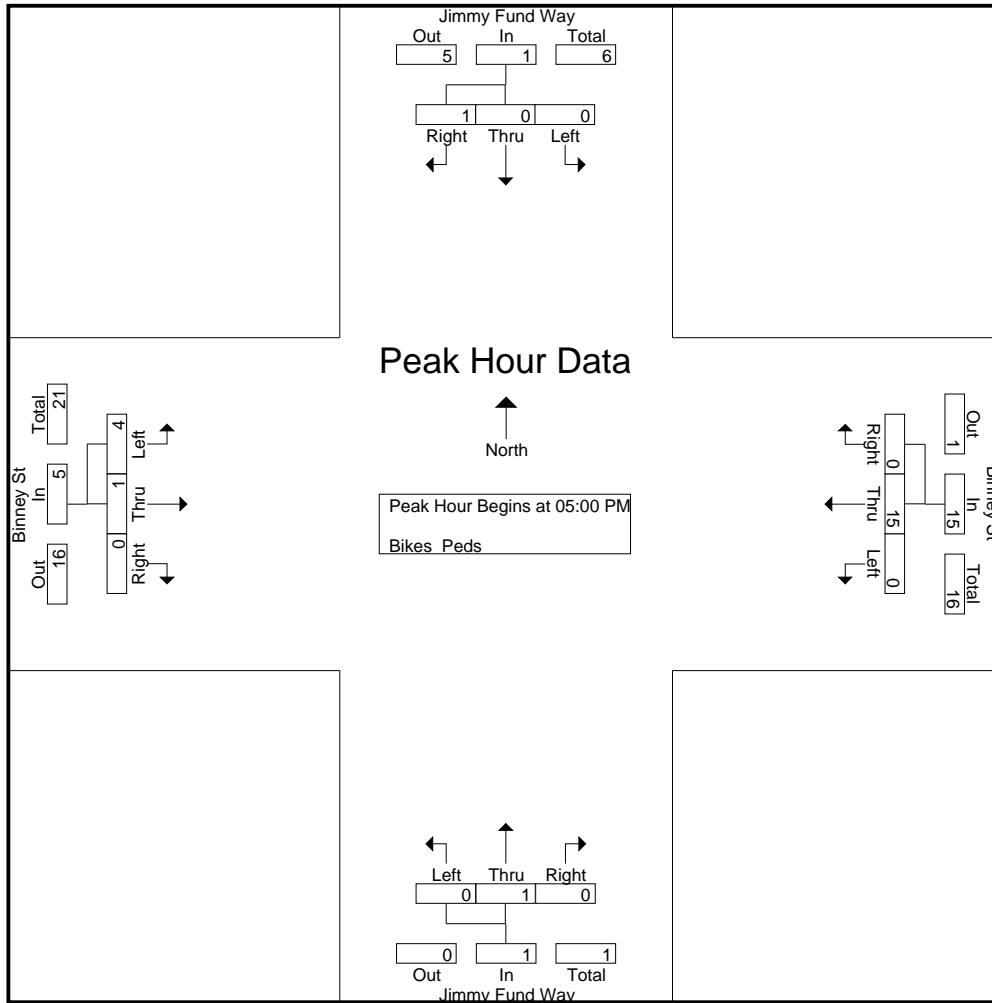 Jimmy Fund Way
Out In Total
5 1 6
1 0 0
Right Thru Left
Peak Hour Data
North
Peak Hour Begins at 05:00 PM
Bikes Peds
Binney St
Total In Out
21 5 16
4 1 0
Left Thru Right
Binney St
Out In Total
1 15 16
0 15 0
Right Thru Left
Left Thru Right
0 1 0
0 1 1
Out In Total
Jimmy Fund Way